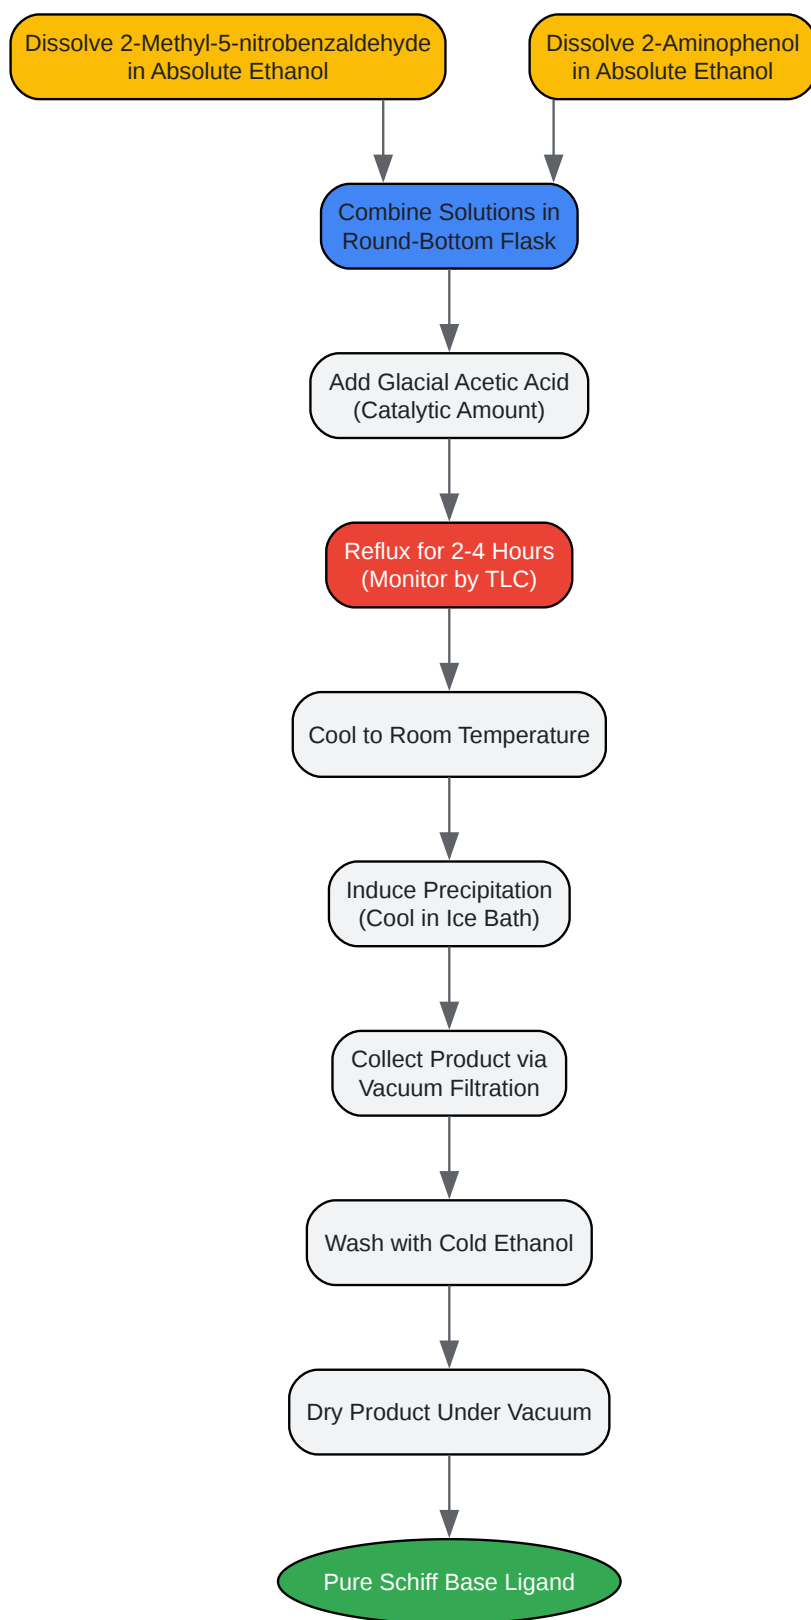 Dissolve 2-Methyl-5-nitrobenzaldehyde
in Absolute Ethanol
Dissolve 2-Aminophenol
in Absolute Ethanol
Combine Solutions in
Round-Bottom Flask
Add Glacial Acetic Acid
(Catalytic Amount)
Reflux for 2-4 Hours
(Monitor by TLC)
Cool to Room Temperature
Induce Precipitation
(Cool in Ice Bath)
Collect Product via
Vacuum Filtration
Wash with Cold Ethanol
Dry Product Under Vacuum
Pure Schiff Base Ligand